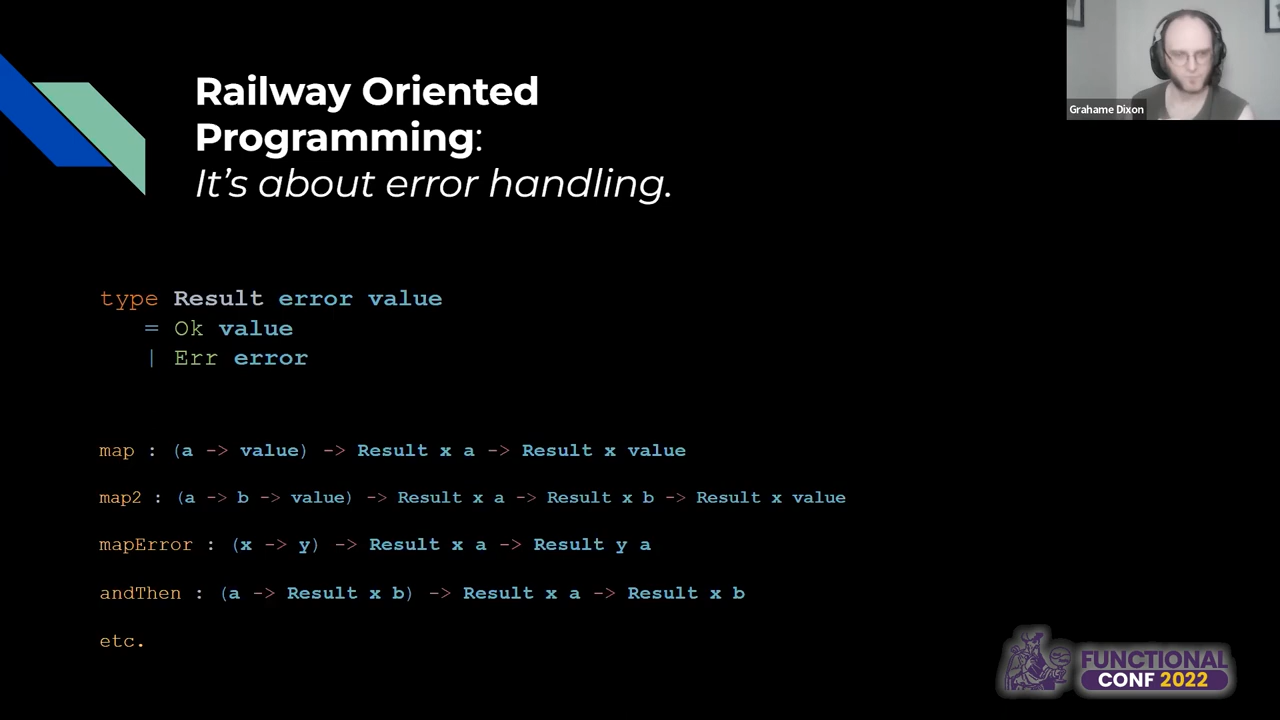 Railway Oriented
Programming:
It's about error handling.
Grahame Dixon
type Result error value
= Ok value
| Err error
map : (a -> value) -> Result x a -> Result x value
map2 : (a -> b -> value) -> Result x a -> Result x b -> Result x value
mapError : (x -> y) -> Result x a -> Result y a
andThen : (a -> Result x b) -> Result x a -> Result x b
etc.
FUNCTIONAL
CONF 2022